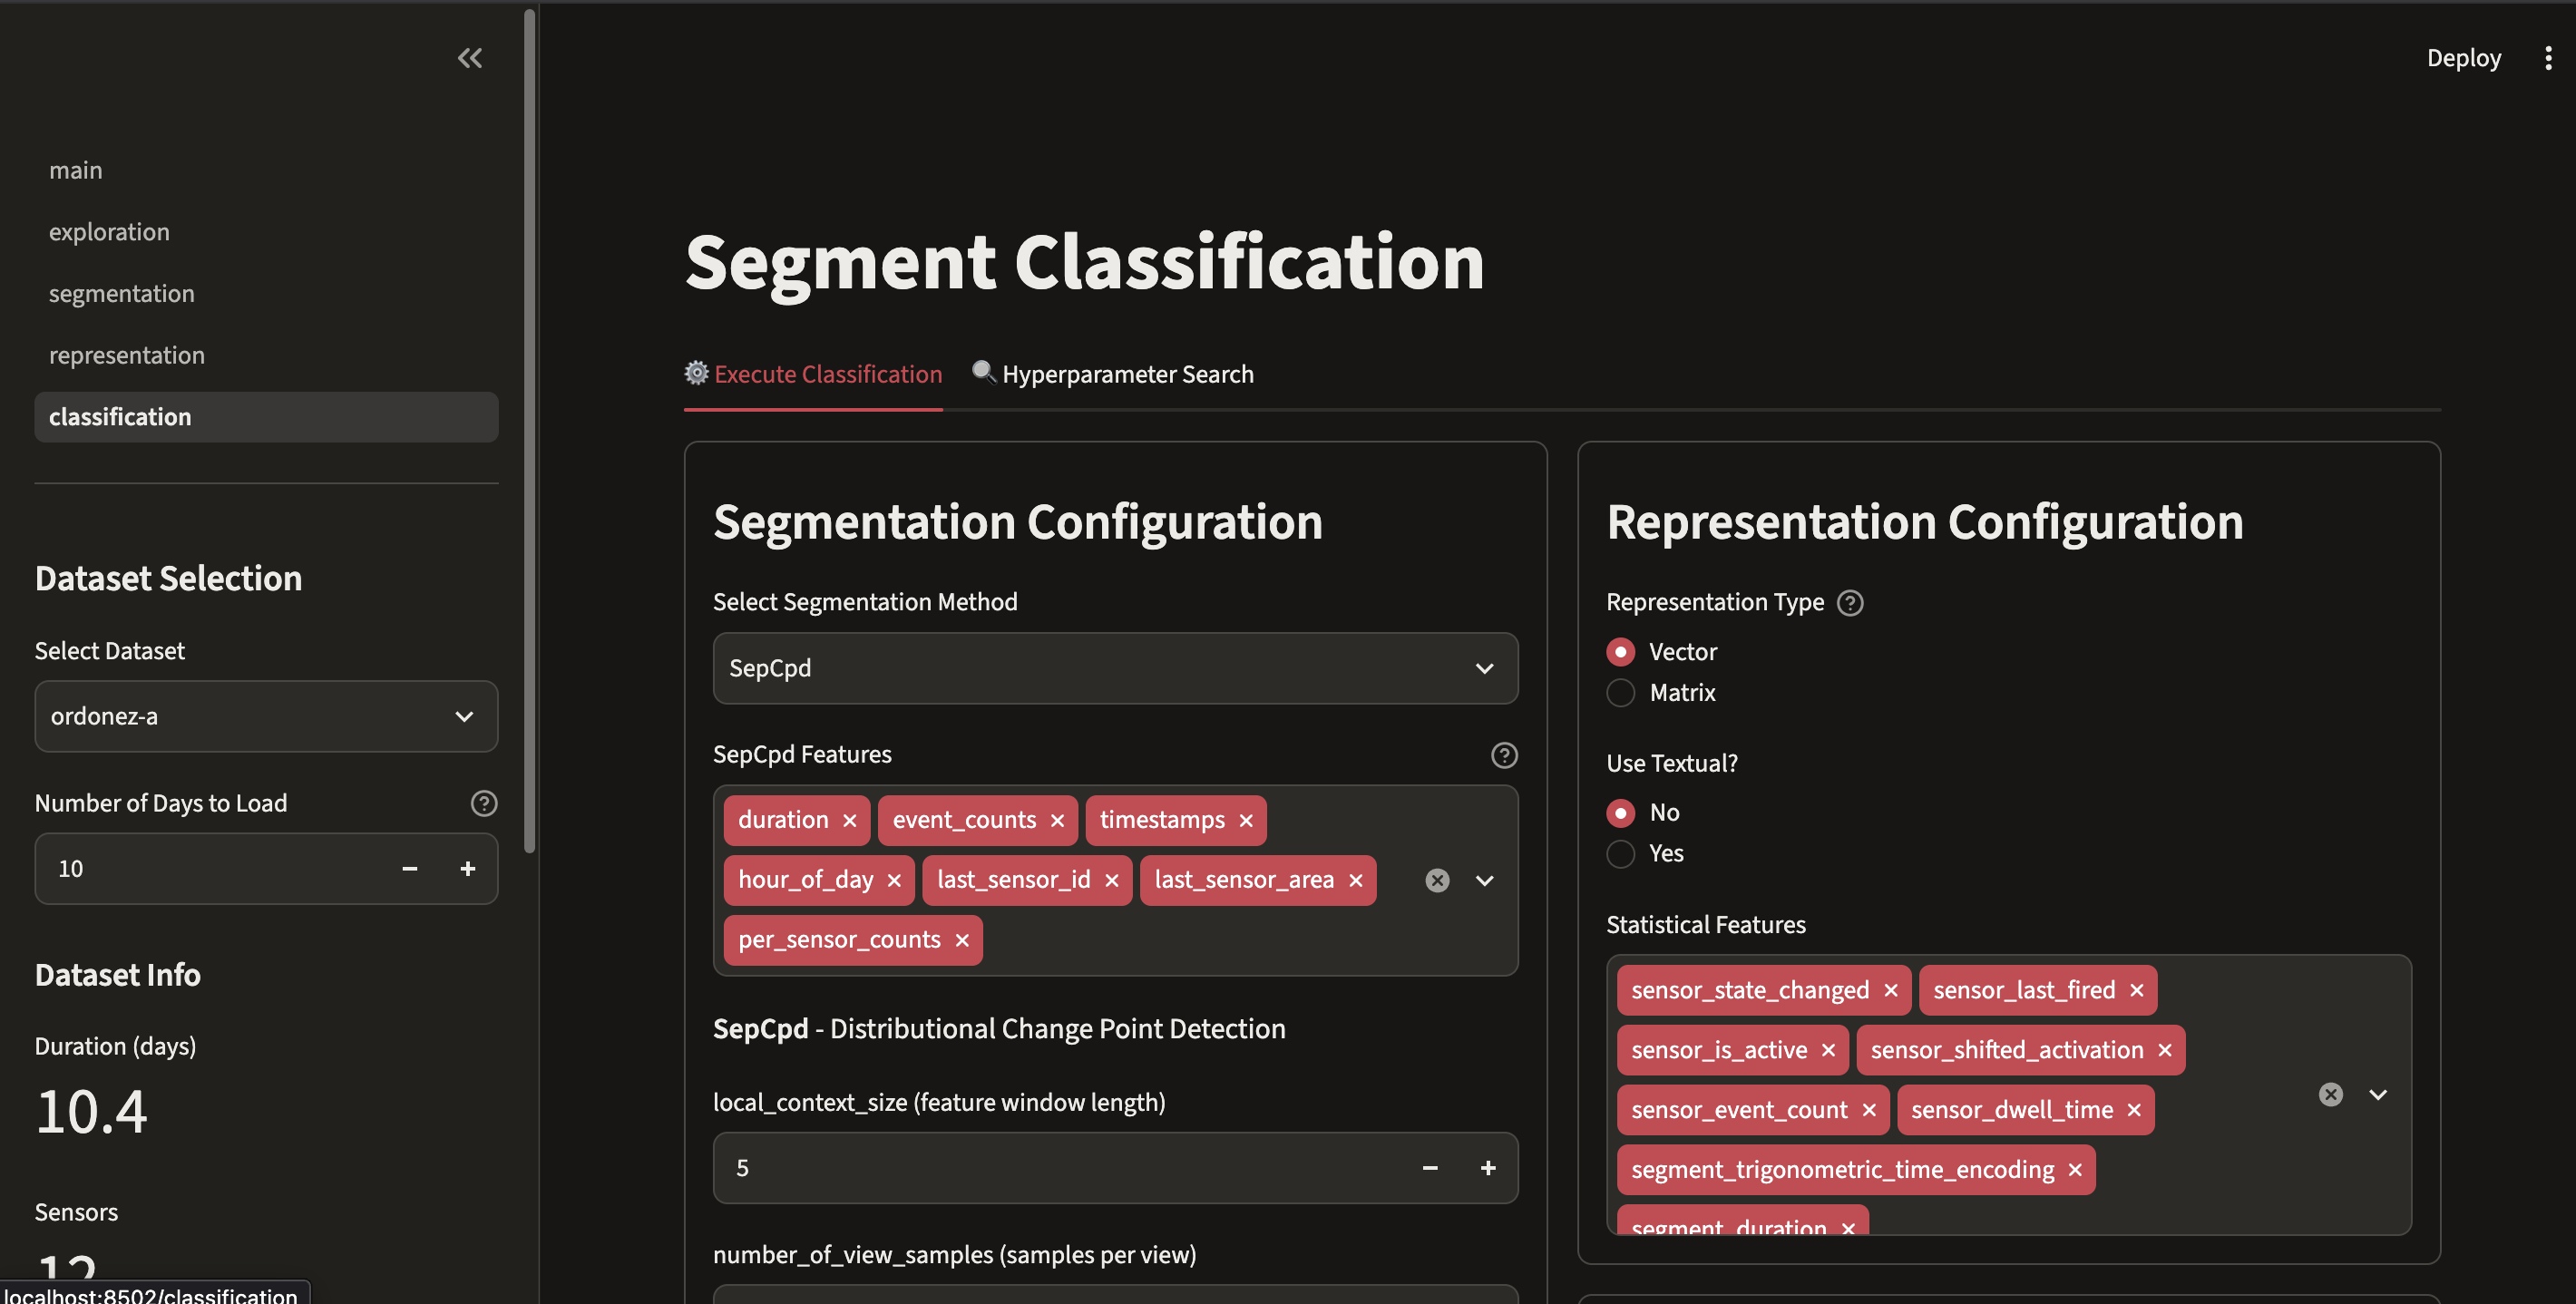 Deploy
main
exploration
segmentation
representation
classification
Dataset Selection
Select Dataset
ordonez-a
Number of Days to Load
10
Dataset Info
Duration (days)
10.4
Sensors
12
localhost:8502/classification
Segment Classification
Execute Classification
Hyperparameter Search
Segmentation Configuration
Select Segmentation Method
SepCpd
SepCpd Features
duration event_counts timestamps
hour_of_day last_sensor_id last_sensor_area
per_sensor_counts
SepCpd - Distributional Change Point Detection
local_context_size (feature window length)
5
number_of_view_samples (samples per view)
Representation Configuration
Representation Type
Vector
Matrix
Use Textual?
No
Yes
Statistical Features
sensor_state_changed sensor_last_fired
sensor_is_active sensor_shifted_activation
sensor_event_count sensor_dwell_time
segment_trigonometric_time_encoding
segment_duration